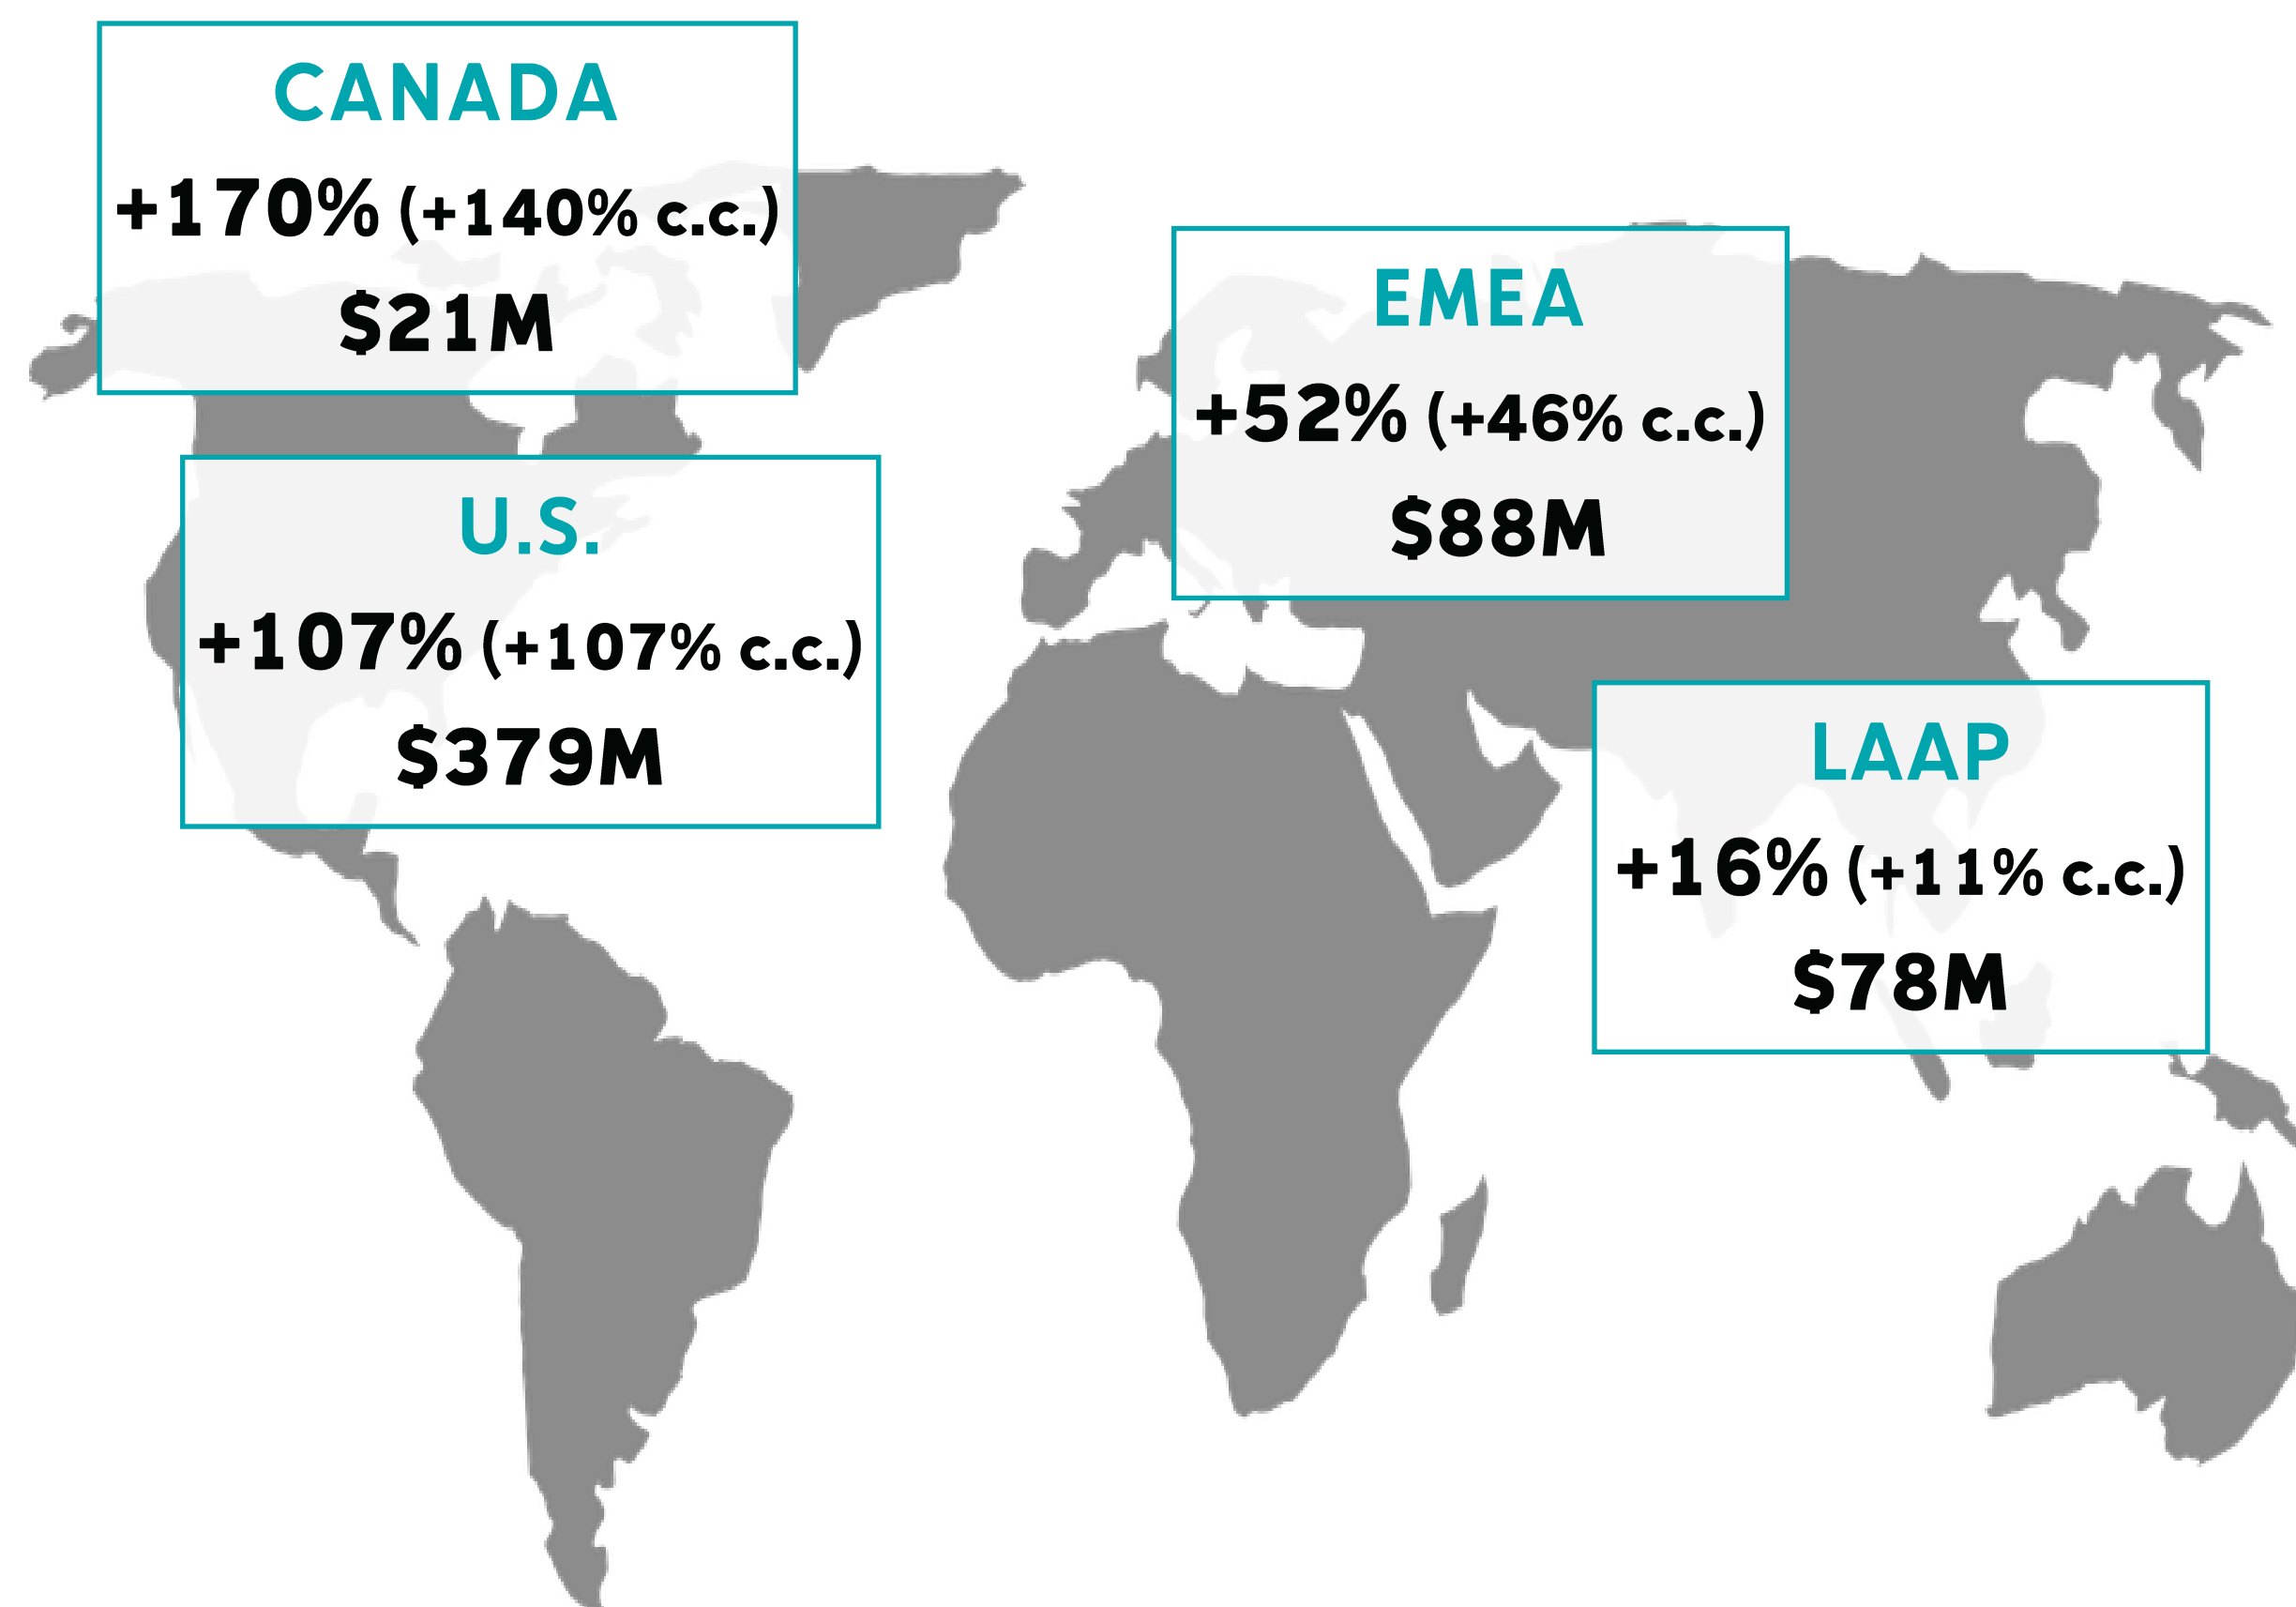 CANADA
+170% (+140% c.c.)
$21M
U.S.
+107% (+107% c.c.)
$379M
EMEA
+52% (+46% c.c.)
$88M
LAAP
+16% (+11% c.c.)
$78M